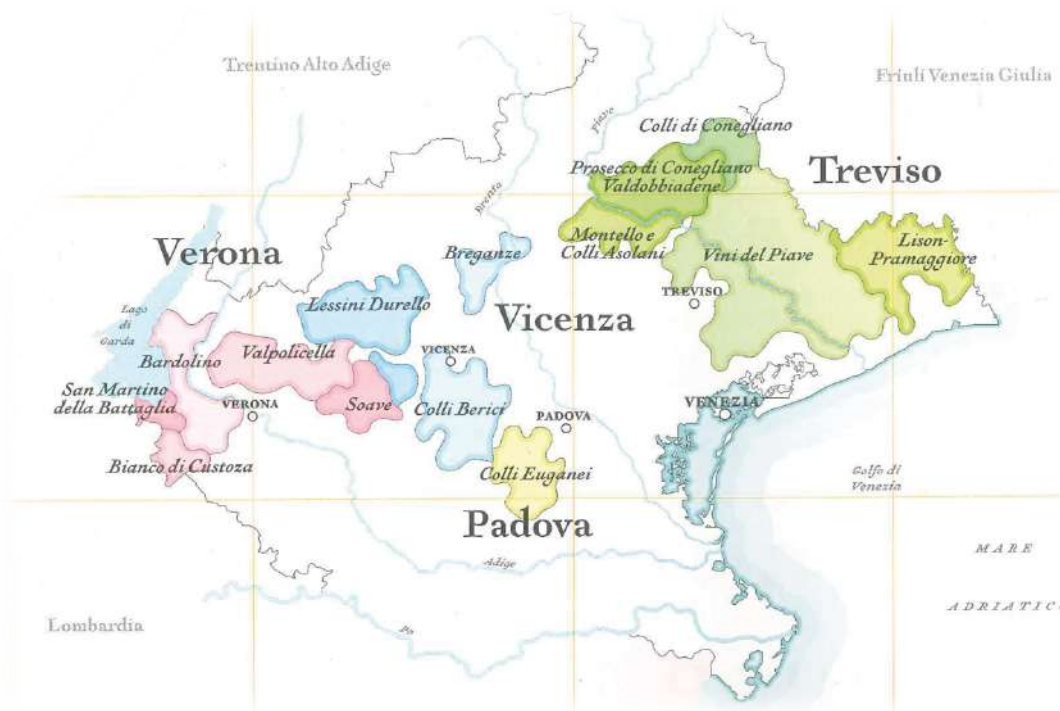 Trentino Alto Adige
Friuli Venezia Giulia
Piave
Colli di Conegliano
Prosecco di Conegliano
Valdobbiadene
Treviso
Brenta
Montello e
Colli Asolani
Vini del Piave
Lison-
Pramaggiore
Verona
Breganze
TREVISO
Lessini Durello
Vicenza
Lago
di
Garda
Bardolino
Valpolicella
VICENZA
San Martino
della Battaglia
VERONA
Soave
Colli Berici
PADOVA
VENEZIA
Bianco di Custoza
Colli Euganei
Golfo di
Venezia
Padova
Adige
MARE
ADRIATICO
Lombardia
Po